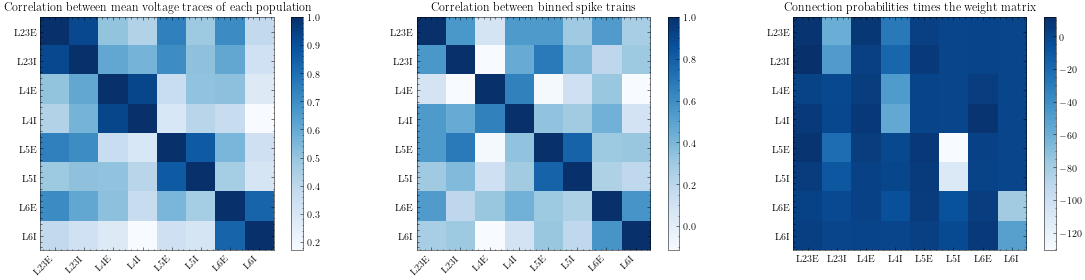 Correlation between mean voltage traces of each population
L23E
L23I
L4E
L4I
L5E
L5I
L6E
L6I
L23E L23I L4E L4I L5E L5I L6E L6I
1.0
0.9
0.8
0.7
0.6
0.5
0.4
0.3
0.2
Correlation between binned spike trains
L23E
L23I
L4E
L4I
L5E
L5I
L6E
L6I
L23E L23I L4E L4I L5E L5I L6E L6I
1.0
0.8
0.6
0.4
0.2
0.0
Connection probabilities times the weight matrix
L23E
L23I
L4E
L4I
L5E
L5I
L6E
L6I
L23E L23I L4E L4I L5E L5I L6E L6I
0
−20
−40
−60
−80
−100
−120